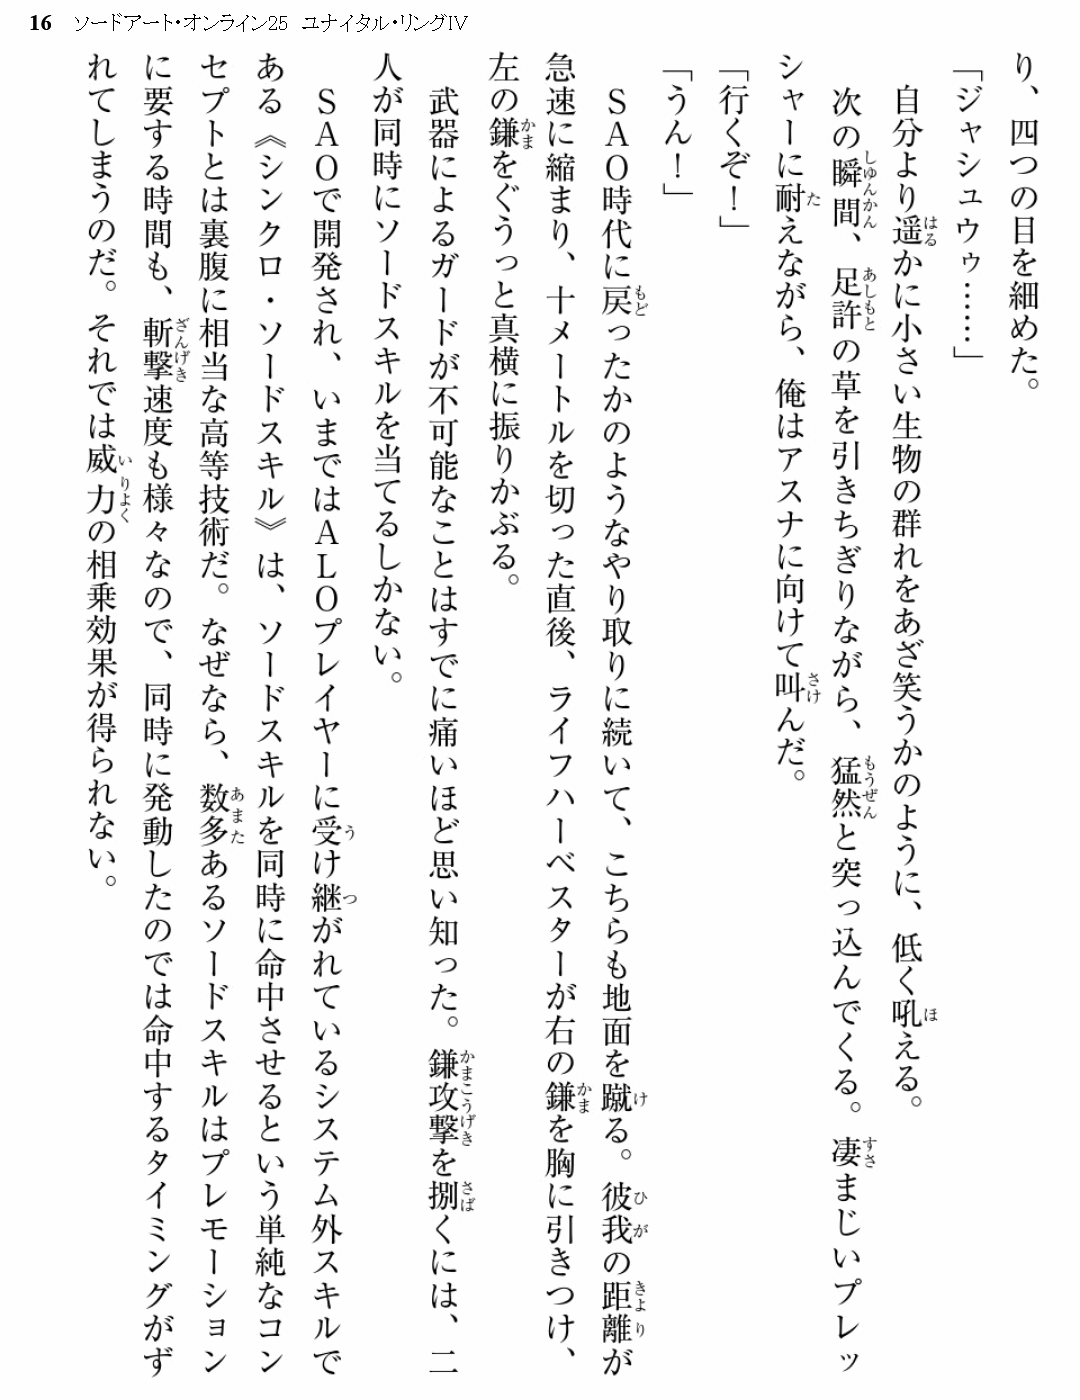 16 ソードアート・オンライン25 ユナイタル・リングⅣ
り、四つの目を細めた。
「ジャシュウゥ……」
自分より遥かに小さい生物の群れをあざ笑うかのように、低く吼える。
次の瞬間、足許の草を引きちぎりながら、猛然と突っ込んでくる。凄まじいプレッ
シャーに耐えながら、俺はアスナに向けて叫んだ。
「行くぞ！」
「うん！」
ＳＡＯ時代に戻ったかのようなやり取りに続いて、こちらも地面を蹴る。彼我の距離が
急速に縮まり、十メートルを切った直後、ライフハーベスターが右の鎌を胸に引きつけ、
左の鎌をぐうっと真横に振りかぶる。
武器によるガードが不可能なことはすでに痛いほど思い知った。鎌攻撃を捌くには、二
人が同時にソードスキルを当てるしかない。
ＳＡＯで開発され、いまではＡＬＯプレイヤーに受け継がれているシステム外スキルで
ある《シンクロ・ソードスキル》は、ソードスキルを同時に命中させるという単純なコン
セプトとは裏腹に相当な高等技術だ。なぜなら、数多あるソードスキルはプレモーション
に要する時間も、斬撃速度も様々なので、同時に発動したのでは命中するタイミングがず
れてしまうのだ。それでは威力の相乗効果が得られない。